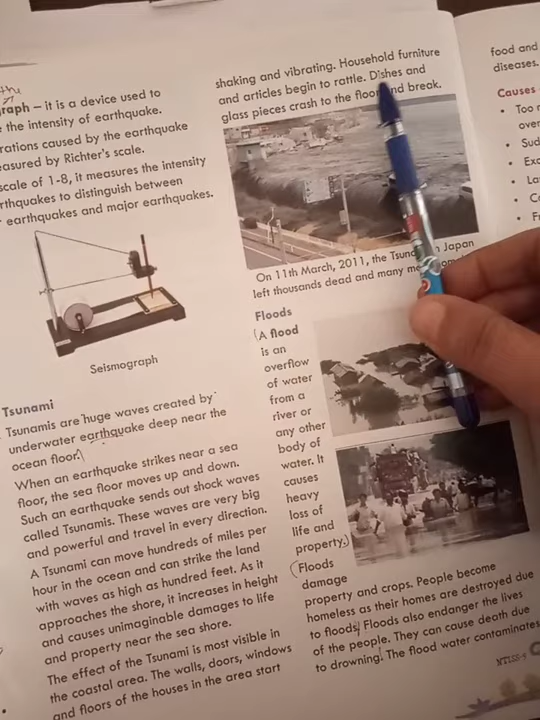 the
raph – it is a device used to
the intensity of earthquake.
rations caused by the earthquake
easured by Richter's scale.
scale of 1-8, it measures the intensity
rthquakes to distinguish between
earthquakes and major earthquakes.
Seismograph
Tsunami
Tsunamis are huge waves created by
underwater earthquake deep near the
ocean floor.
When an earthquake strikes near a sea
floor, the sea floor moves up and down.
Such an earthquake sends out shock waves
called Tsunamis. These waves are very big
and powerful and travel in every direction.
A Tsunami can move hundreds of miles per
hour in the ocean and can strike the land
with waves as high as hundred feet. As it
approaches the shore, it increases in height
and causes unimaginable damages to life
and property near the sea shore.
The effect of the Tsunami is most visible in
the coastal area. The walls, doors, windows
and floors of the houses in the area start
shaking and vibrating. Household furniture
and articles begin to rattle. Dishes and
glass pieces crash to the floor and break.
On 11th March, 2011, the Tsuna in Japan
left thousands dead and many
Floods
(A flood
is an
overflow
of water
from a
river or
any other
body of
water. It
causes
heavy
loss of
life and
property.)
(Floods
damage
property and crops. People become
homeless as their homes are destroyed due
to floods) Floods also endanger the lives
of the people. They can cause death due
to drowning. The flood water contaminates
MTLSS-5
food and
diseases.
Causes
• Too
over
• Sud
• Exc
• La
• C
• F